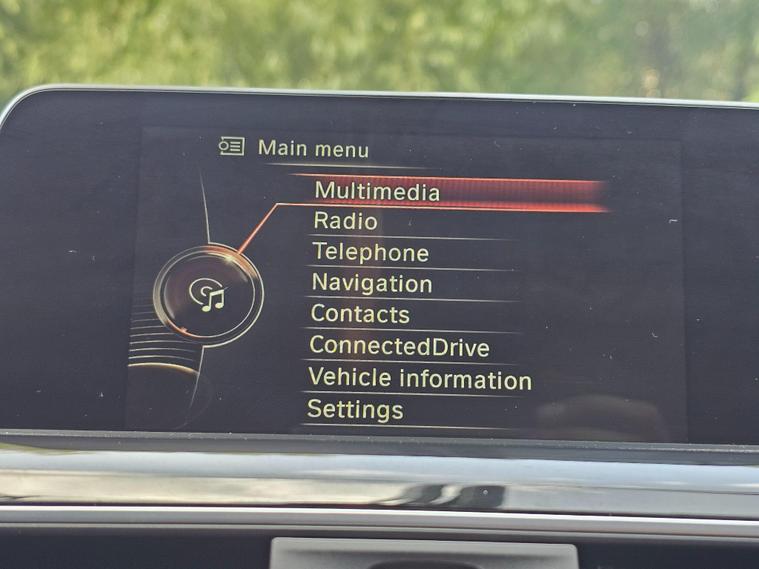 Main menu
Multimedia
Radio
Telephone
Navigation
Contacts
ConnectedDrive
Vehicle information
Settings